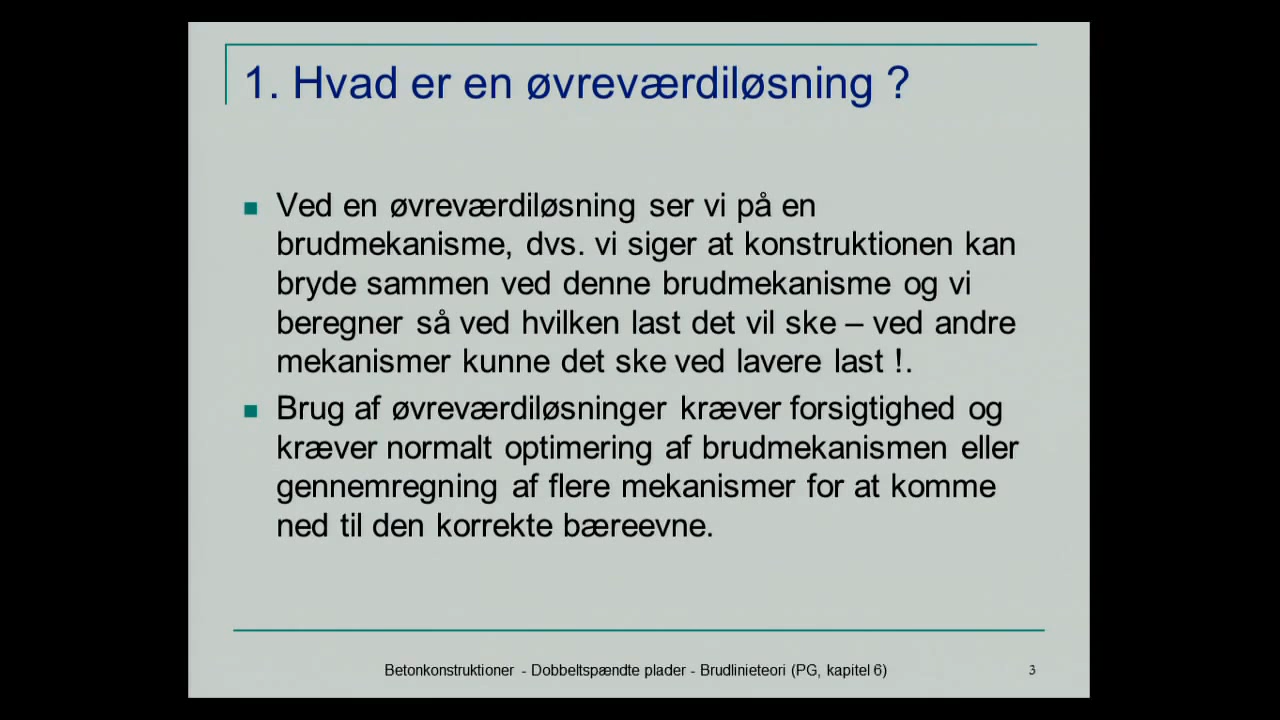 1. Hvad er en øvreværdiløsning ?
Ved en øvreværdiløsning ser vi på en
brudmekanisme, dvs. vi siger at konstruktionen kan
bryde sammen ved denne brudmekanisme og vi
beregner så ved hvilken last det vil ske – ved andre
mekanismer kunne det ske ved lavere last !.
Brug af øvreværdiløsninger kræver forsigtighed og
kræver normalt optimering af brudmekanismen eller
gennemregning af flere mekanismer for at komme
ned til den korrekte bæreevne.
Betonkonstruktioner - Dobbeltspændte plader - Brudlinieteori (PG, kapitel 6)
3